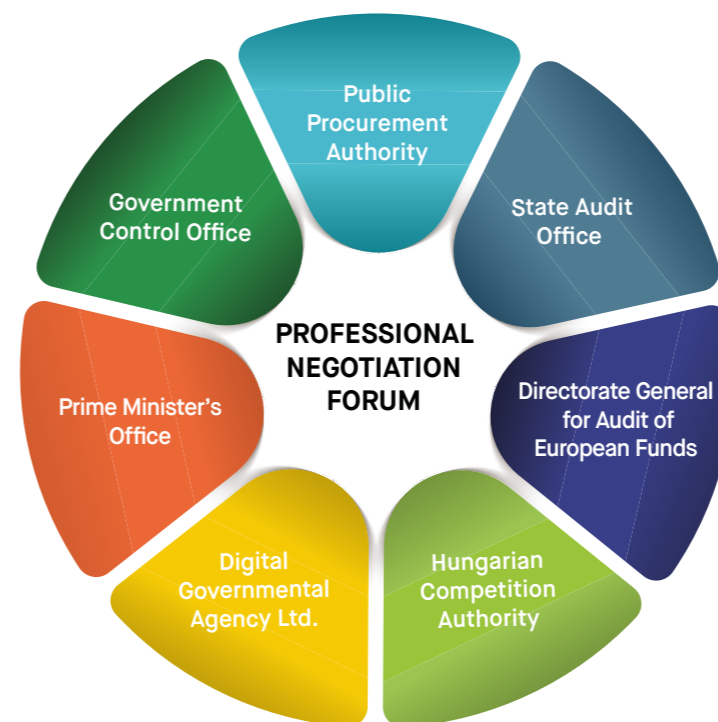 Public
Procurement
Authority
State Audit
Office
Directorate General
for Audit of
European Funds
Hungarian
Competition
Authority
Digital
Governmental
Agency Ltd.
Prime Minister's
Office
Government
Control Office
PROFESSIONAL
NEGOTIATION
FORUM